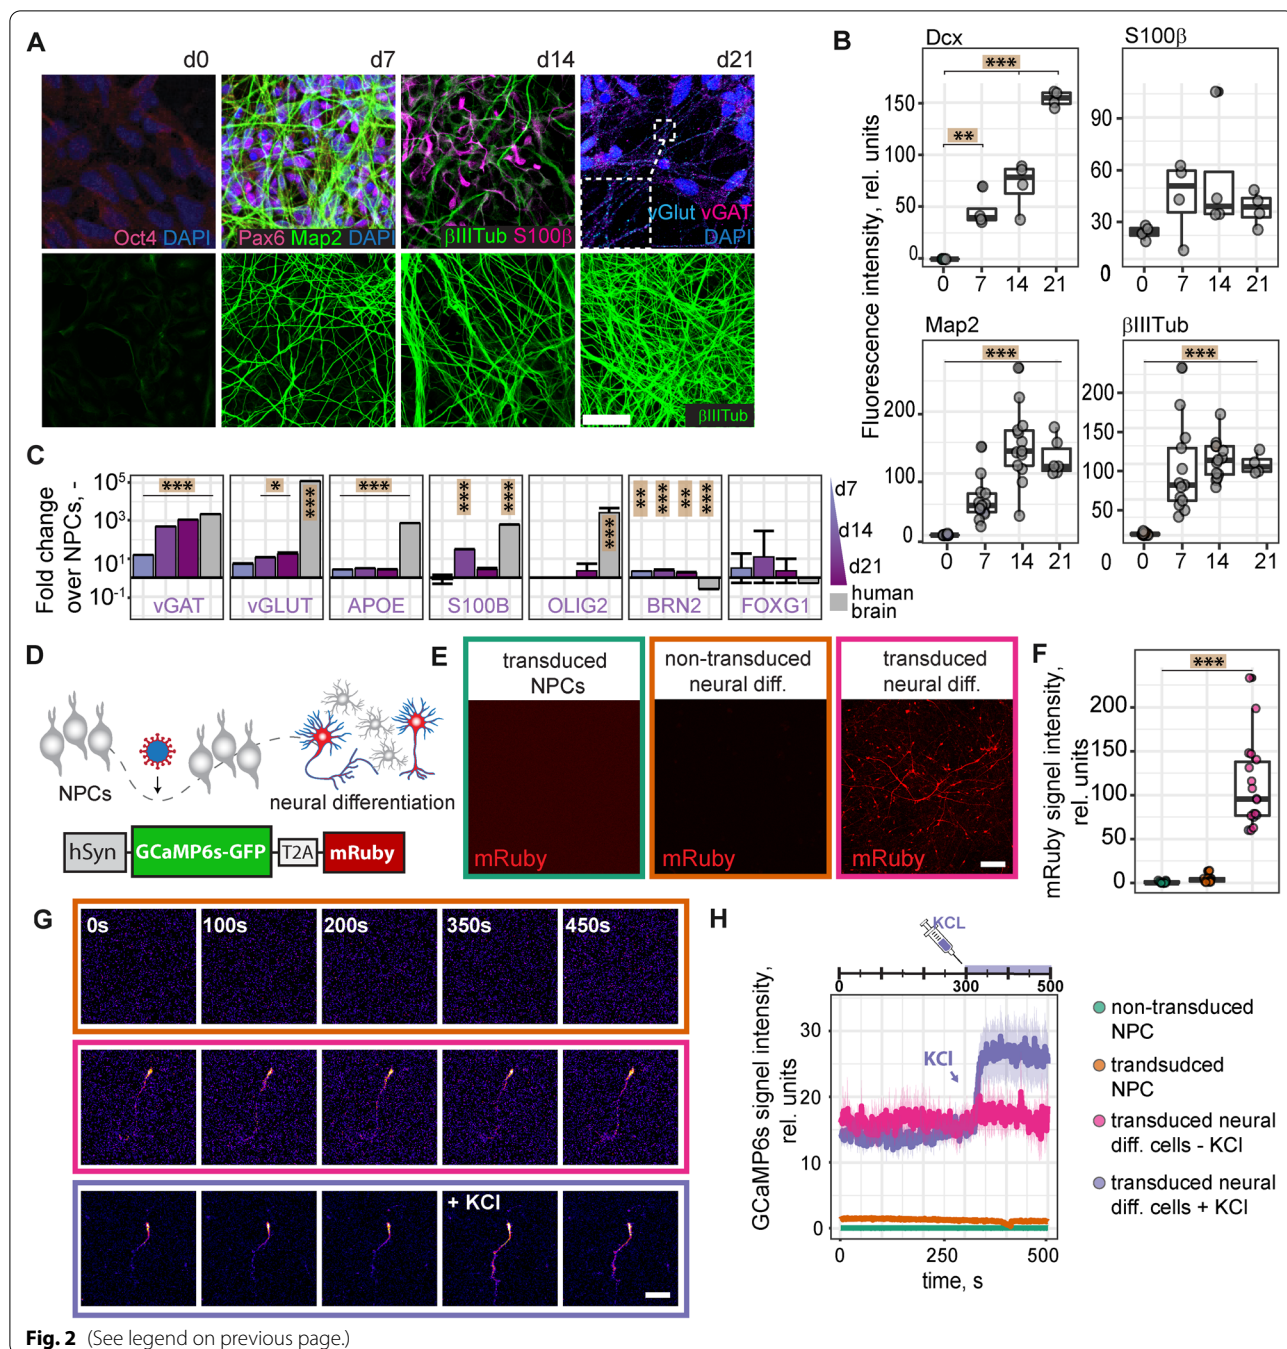 A
d0
d7
d14
d21
Oct4 DAPI
Pax6 Map2 DAPI
βIIITub S100β
vGlut vGAT
DAPI
βIIITub
B
Fluorescence intensity, rel. units
Dcx
***
**
150
100
50
0
0 7 14 21
S100β
90
60
30
0
0 7 14 21
Map2
***
200
100
0
0 7 14 21
βIIITub
***
200
150
100
50
0 7 14 21
C
Fold change
over NPCs, -
10^5
10^3
10^1
10^-1
***
*
***
***
***
***
***
**
***
**
***
vGAT
vGLUT
APOE
S100B
OLIG2
BRN2
FOXG1
d7
d14
d21
human
brain
D
NPCs
neural differentiation
hSyn
GCaMP6s-GFP
T2A
mRuby
E
transduced
NPCs
mRuby
non-transduced
neural diff.
mRuby
transduced
neural diff.
mRuby
F
mRuby signel intensity,
rel. units
***
200
150
100
50
0
G
0s
100s
200s
350s
450s
+ KCl
H
KCL
0 300 500
GCaMP6s signel intensity,
rel. units
30
20
10
0
KCl
0 250 500
time, s
non-transduced
NPC
trandsudced
NPC
transduced neural
diff. cells - KCl
transduced neural
diff. cells + KCl
Fig. 2 (See legend on previous page.)